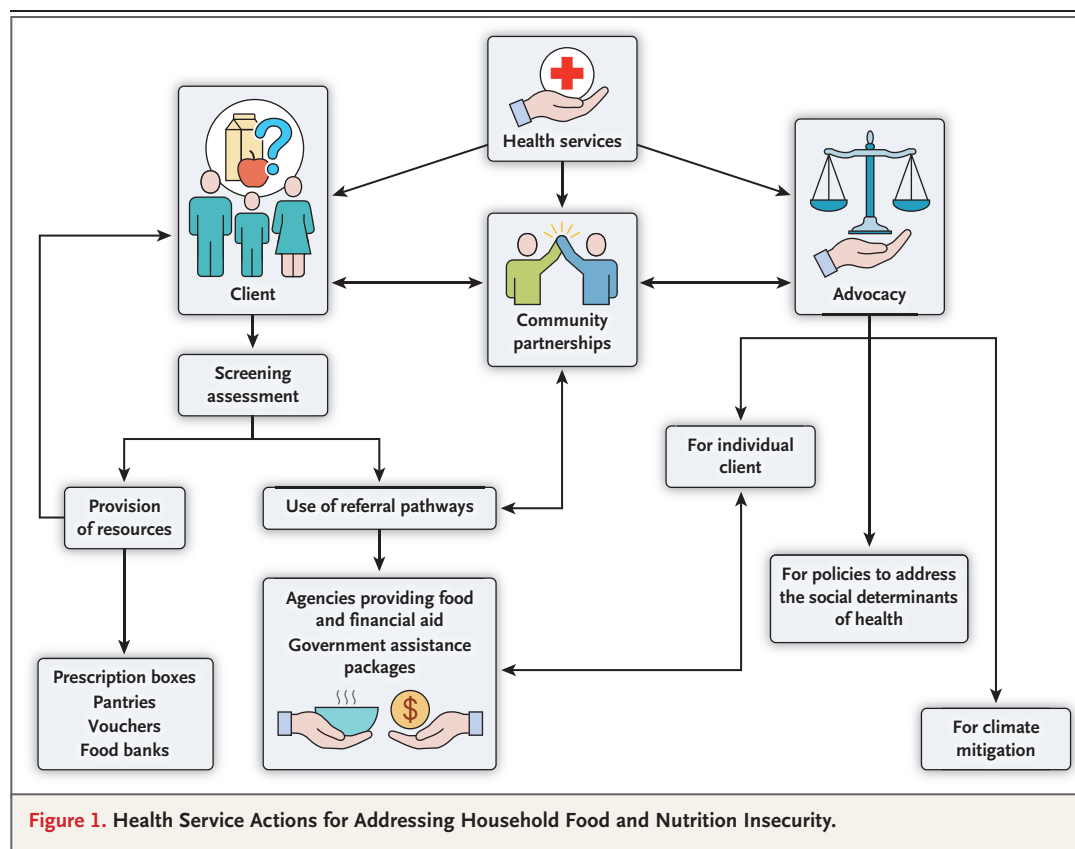 Health services
Client
Community
partnerships
Advocacy
Screening
assessment
For individual
client
Provision
of resources
Use of referral pathways
For policies to address
the social determinants
of health
Agencies providing food
and financial aid
Government assistance
packages
$
Prescription boxes
Pantries
Vouchers
Food banks
For climate
mitigation
Figure 1. Health Service Actions for Addressing Household Food and Nutrition Insecurity.